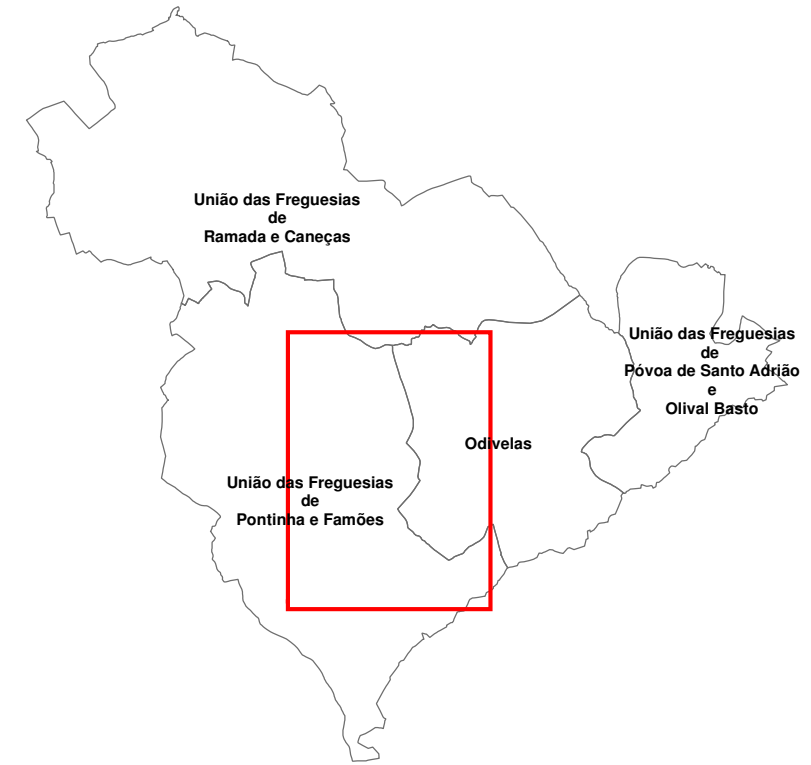 União das Freguesias
de
Ramada e Caneças
União das Freguesias
de
Póvoa de Santo Adrião
e
Olival Basto
Odivelas
União das Freguesias
de
Pontinha e Famões